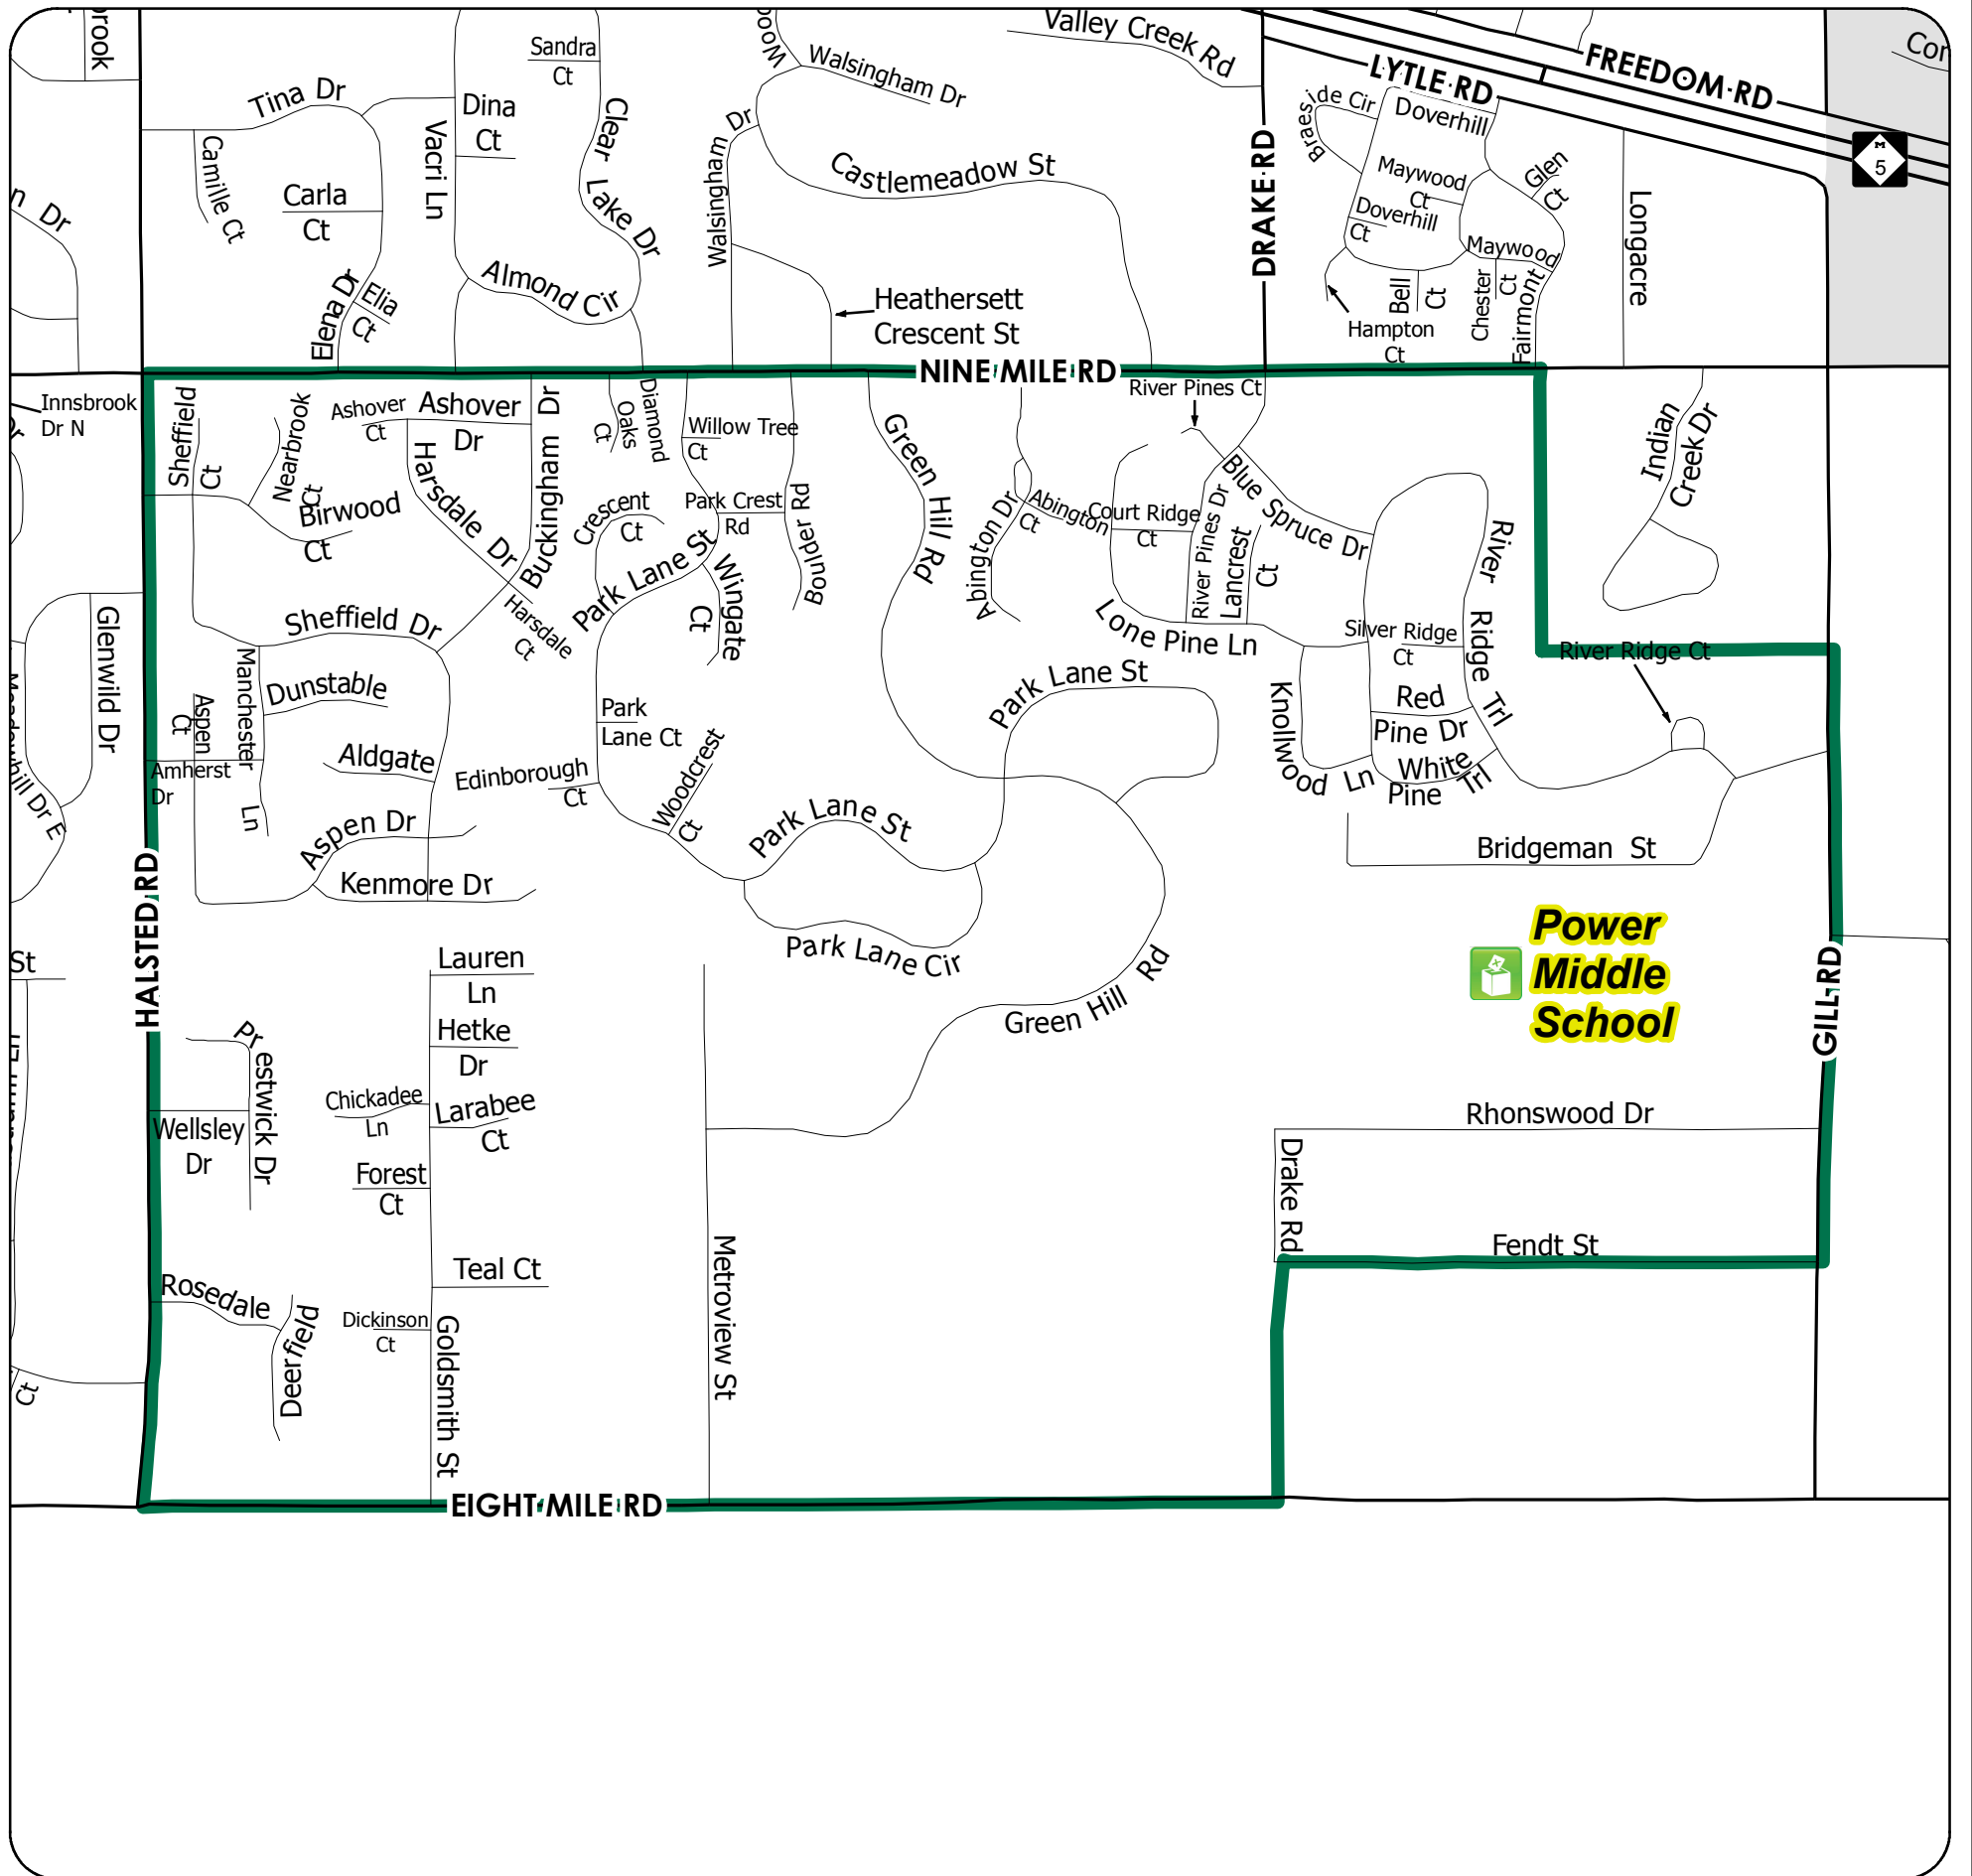 brook
Tina Dr
Camille Ct
Carla
Ct
Elena Dr
Elia
Ct
Vacri Ln
Dina
Ct
Sandra
Ct
Clear Lake Dr
Almond Cir
Walsingham Dr
Walsingham Dr
Castlemeadow St
Heathersett
Crescent St
Valley Creek Rd
DRAKE RD
LYTLE RD
FREEDOM RD
M
5
Braeside Cir
Doverhill
Maywood
Ct
Doverhill
Ct
Glen
Ct
Maywood
Bell
Ct
Chester
Ct
Fairmont
Hampton
Ct
Longacre
n Dr
NINE MILE RD
Innsbrook
Dr N
Sheffield
Ct
Nearbrook
Ct
Birwood
Ct
Ashover
Ct
Ashover
Dr
Harsdale Dr
Buckingham Dr
Harsdale
Ct
Diamond
Oaks
Ct
Willow Tree
Ct
Park Crest
Rd
Boulder Rd
Crescent
Ct
Park Lane St
Wingate
Ct
Green Hill Rd
Abington Dr
Abington
Ct
River Pines Ct
Court Ridge
Ct
River Pines Dr
Blue Spruce Dr
Lancrest
Ct
Lone Pine Ln
River Ridge Trl
Silver Ridge
Ct
Red
Pine Dr
White
Pine Trl
Knollwood Ln
Indian
Creek Dr
River Ridge Ct
Glenwild Dr
Meadowhill Dr E
Sheffield Dr
Manchester
Ln
Dunstable
Aspen
Ct
Amherst
Dr
Aldgate
Aspen Dr
Kenmore Dr
Edinborough
Ct
Park
Lane Ct
Woodcrest
Ct
Park Lane St
Park Lane St
Park Lane Cir
Green Hill Rd
Bridgeman St
Power
Middle
School
HALSTED RD
GILL RD
St
Lauren
Ln
Hetke
Dr
Prestwick Dr
Wellsley
Dr
Chickadee
Ln
Larabee
Ct
Forest
Ct
Teal Ct
Rosedale
Deerfield
Dickinson
Ct
Goldsmith St
Metroview St
Rhonswood Dr
Drake Rd
Fendt St
Ct
EIGHT MILE RD